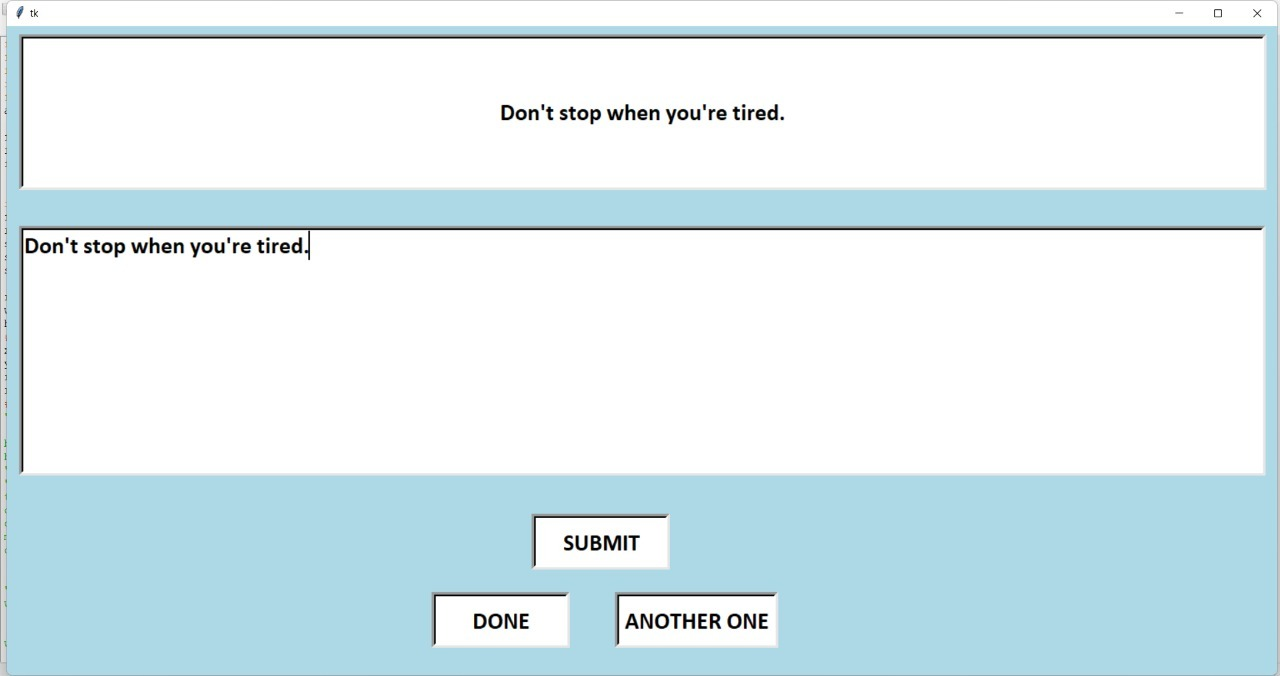 tk
Don't stop when you're tired.
Don't stop when you're tired.
SUBMIT
DONE
ANOTHER ONE